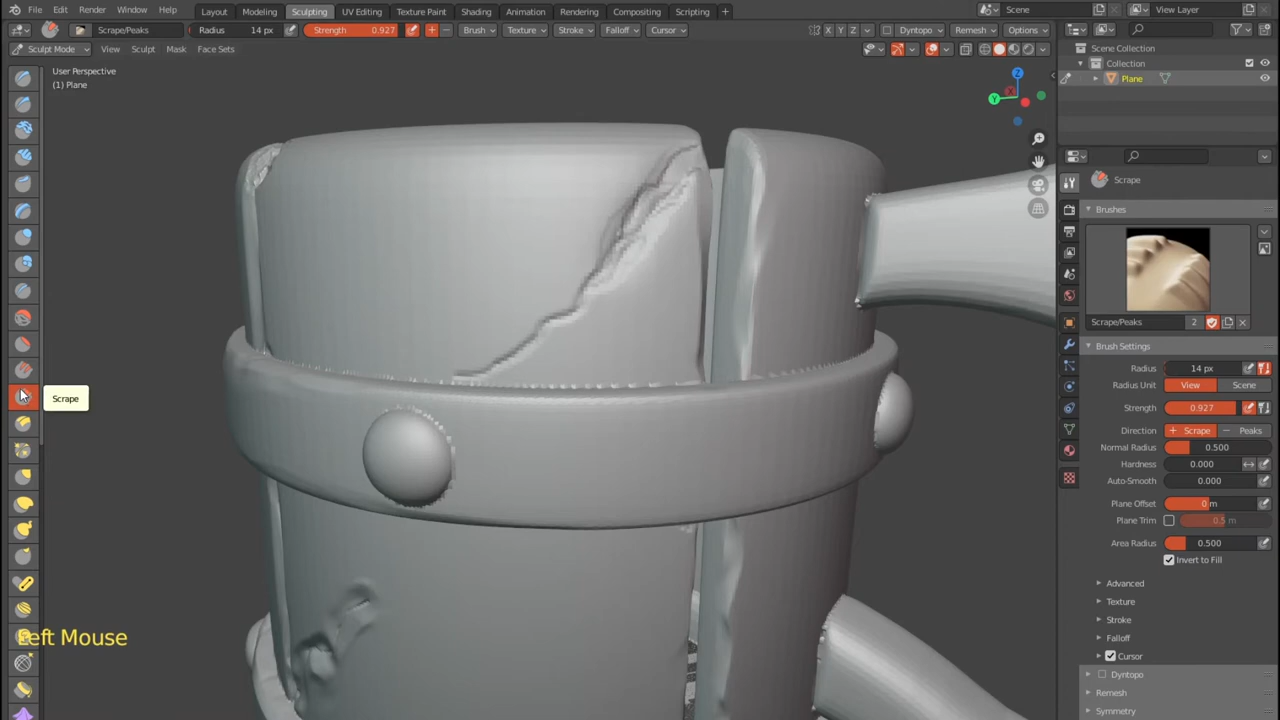 File Edit Render Window Help Layout Modeling Sculpting UV Editing Texture Paint Shading Animation Rendering Compositing Scripting + Scene View Layer
Scrape/Peaks Radius 14 px Strength 0.927 + − Brush Texture Stroke Falloff Cursor X Y Z Dyntopo Remesh Options
Sculpt Mode View Sculpt Mask Face Sets
Scene Collection
Collection
Plane
User Perspective
(1) Plane
Z
Y
Scrape
Brushes
Scrape/Peaks 2
Brush Settings
Radius 14 px
Radius Unit View Scene
Scrape
Strength 0.927
Direction + Scrape − Peaks
Normal Radius 0.500
Hardness 0.000
Auto-Smooth 0.000
Plane Offset 0 m
Plane Trim 0.5 m
Area Radius 0.500
Invert to Fill
Advanced
Texture
Stroke
Falloff
Left Mouse
Cursor
Dyntopo
Remesh
Symmetry